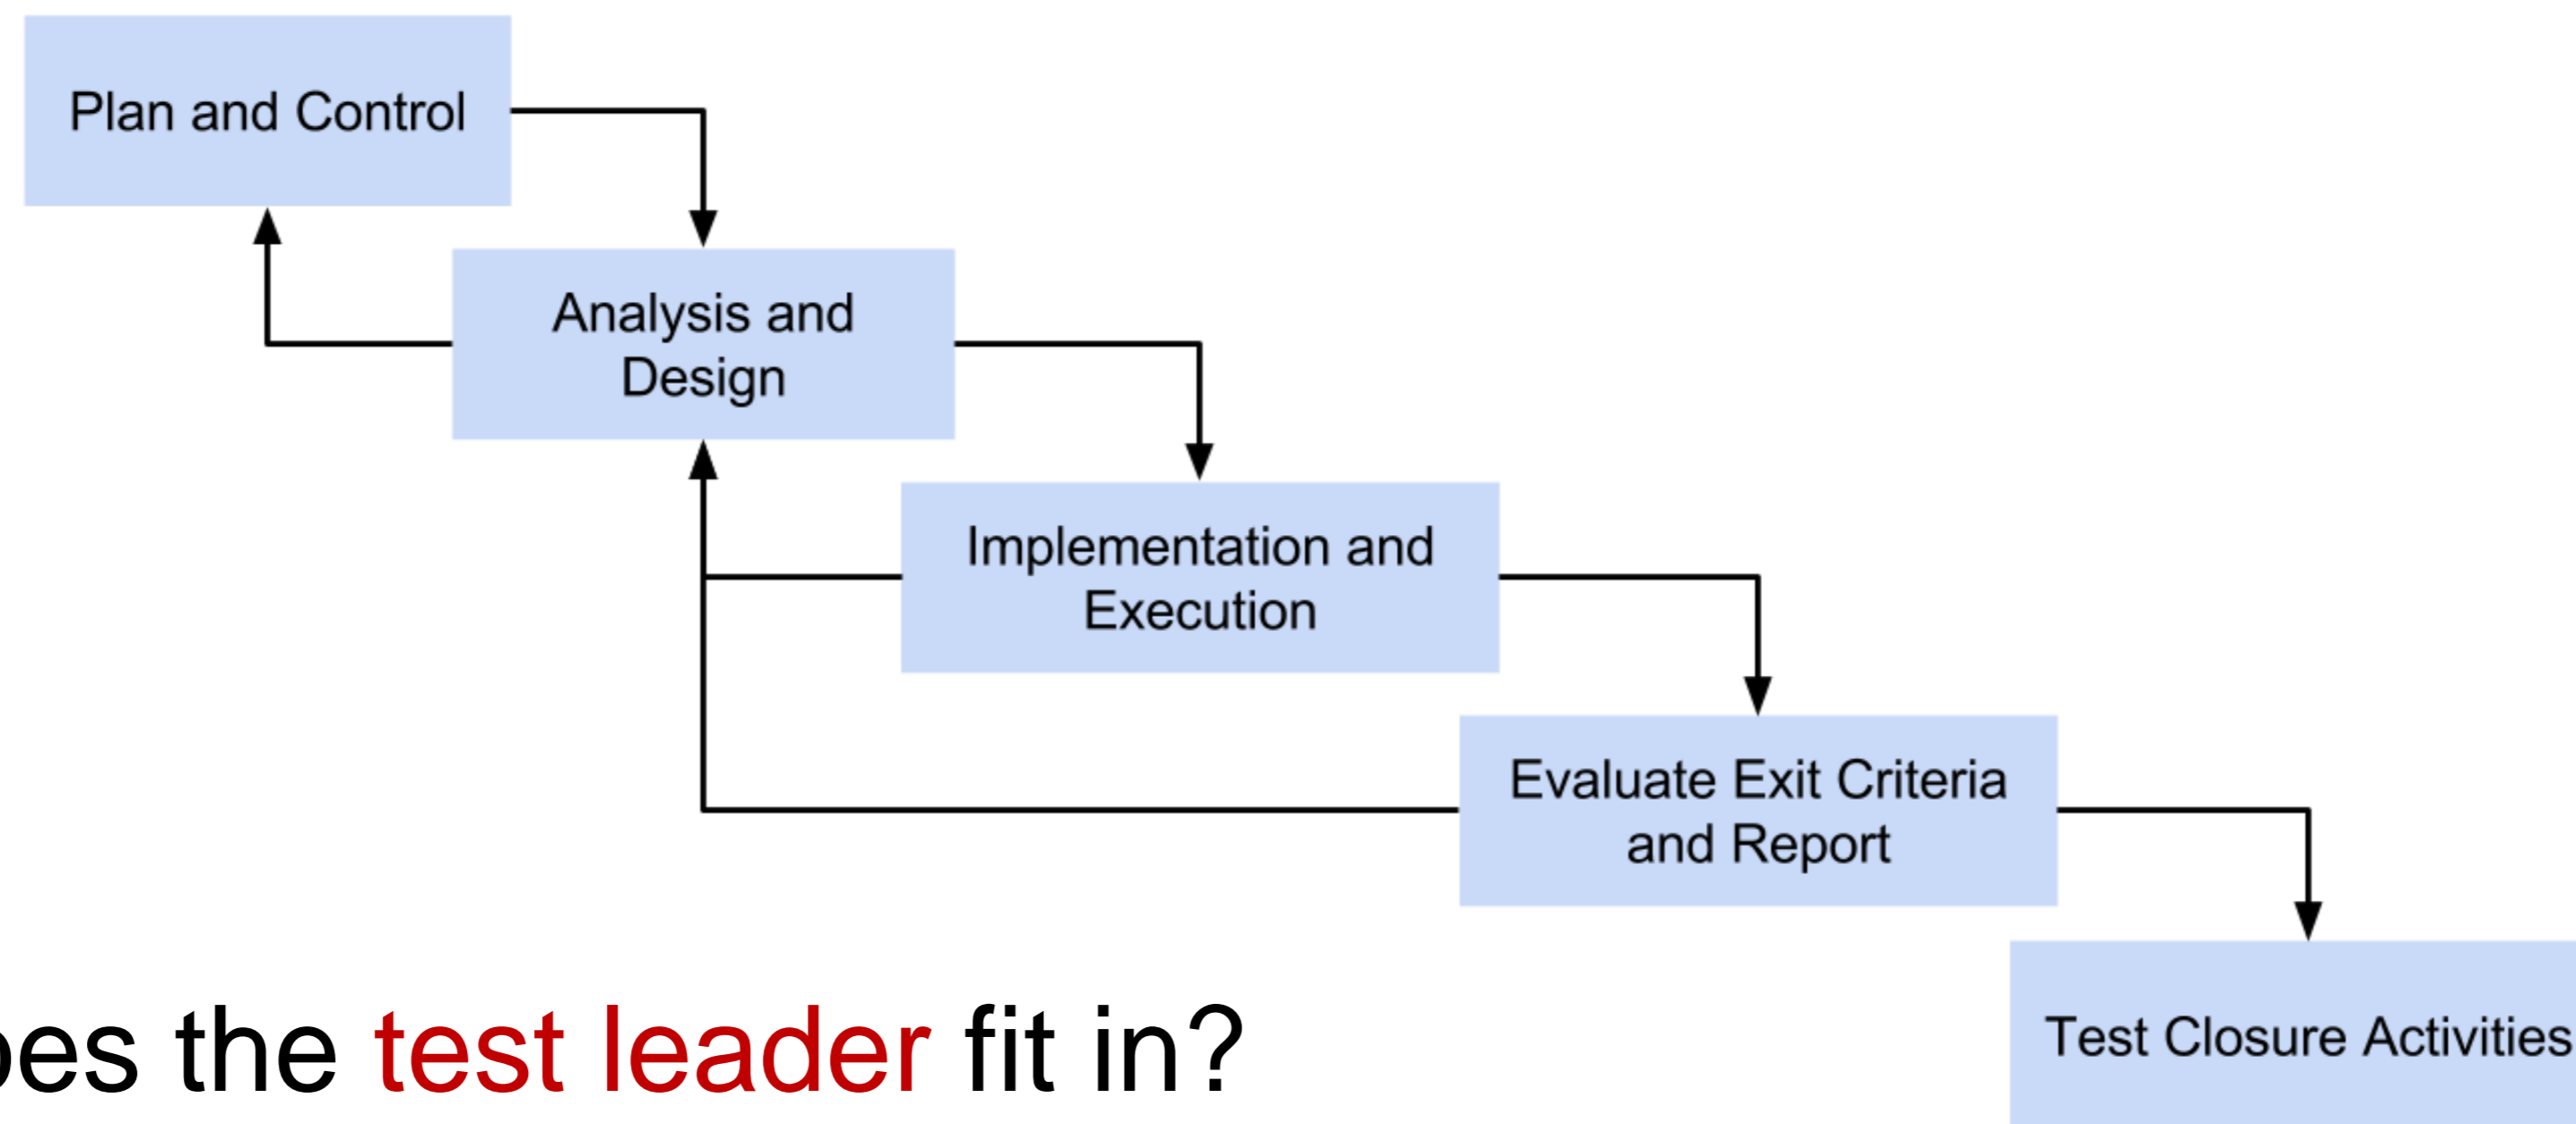 Plan and Control
Analysis and
Design
Implementation and
Execution
Evaluate Exit Criteria
and Report
Test Closure Activities
the test leader fit in?